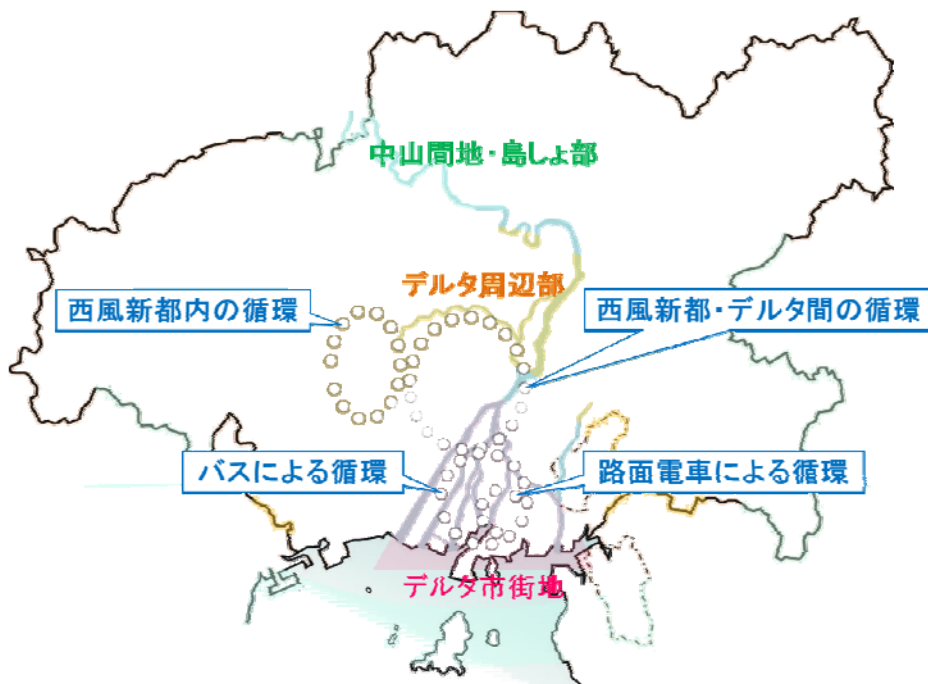 中山間地・島しょ部
デルタ周辺部
西風新都内の循環
西風新都・デルタ間の循環
バスによる循環
路面電車による循環
デルタ市街地